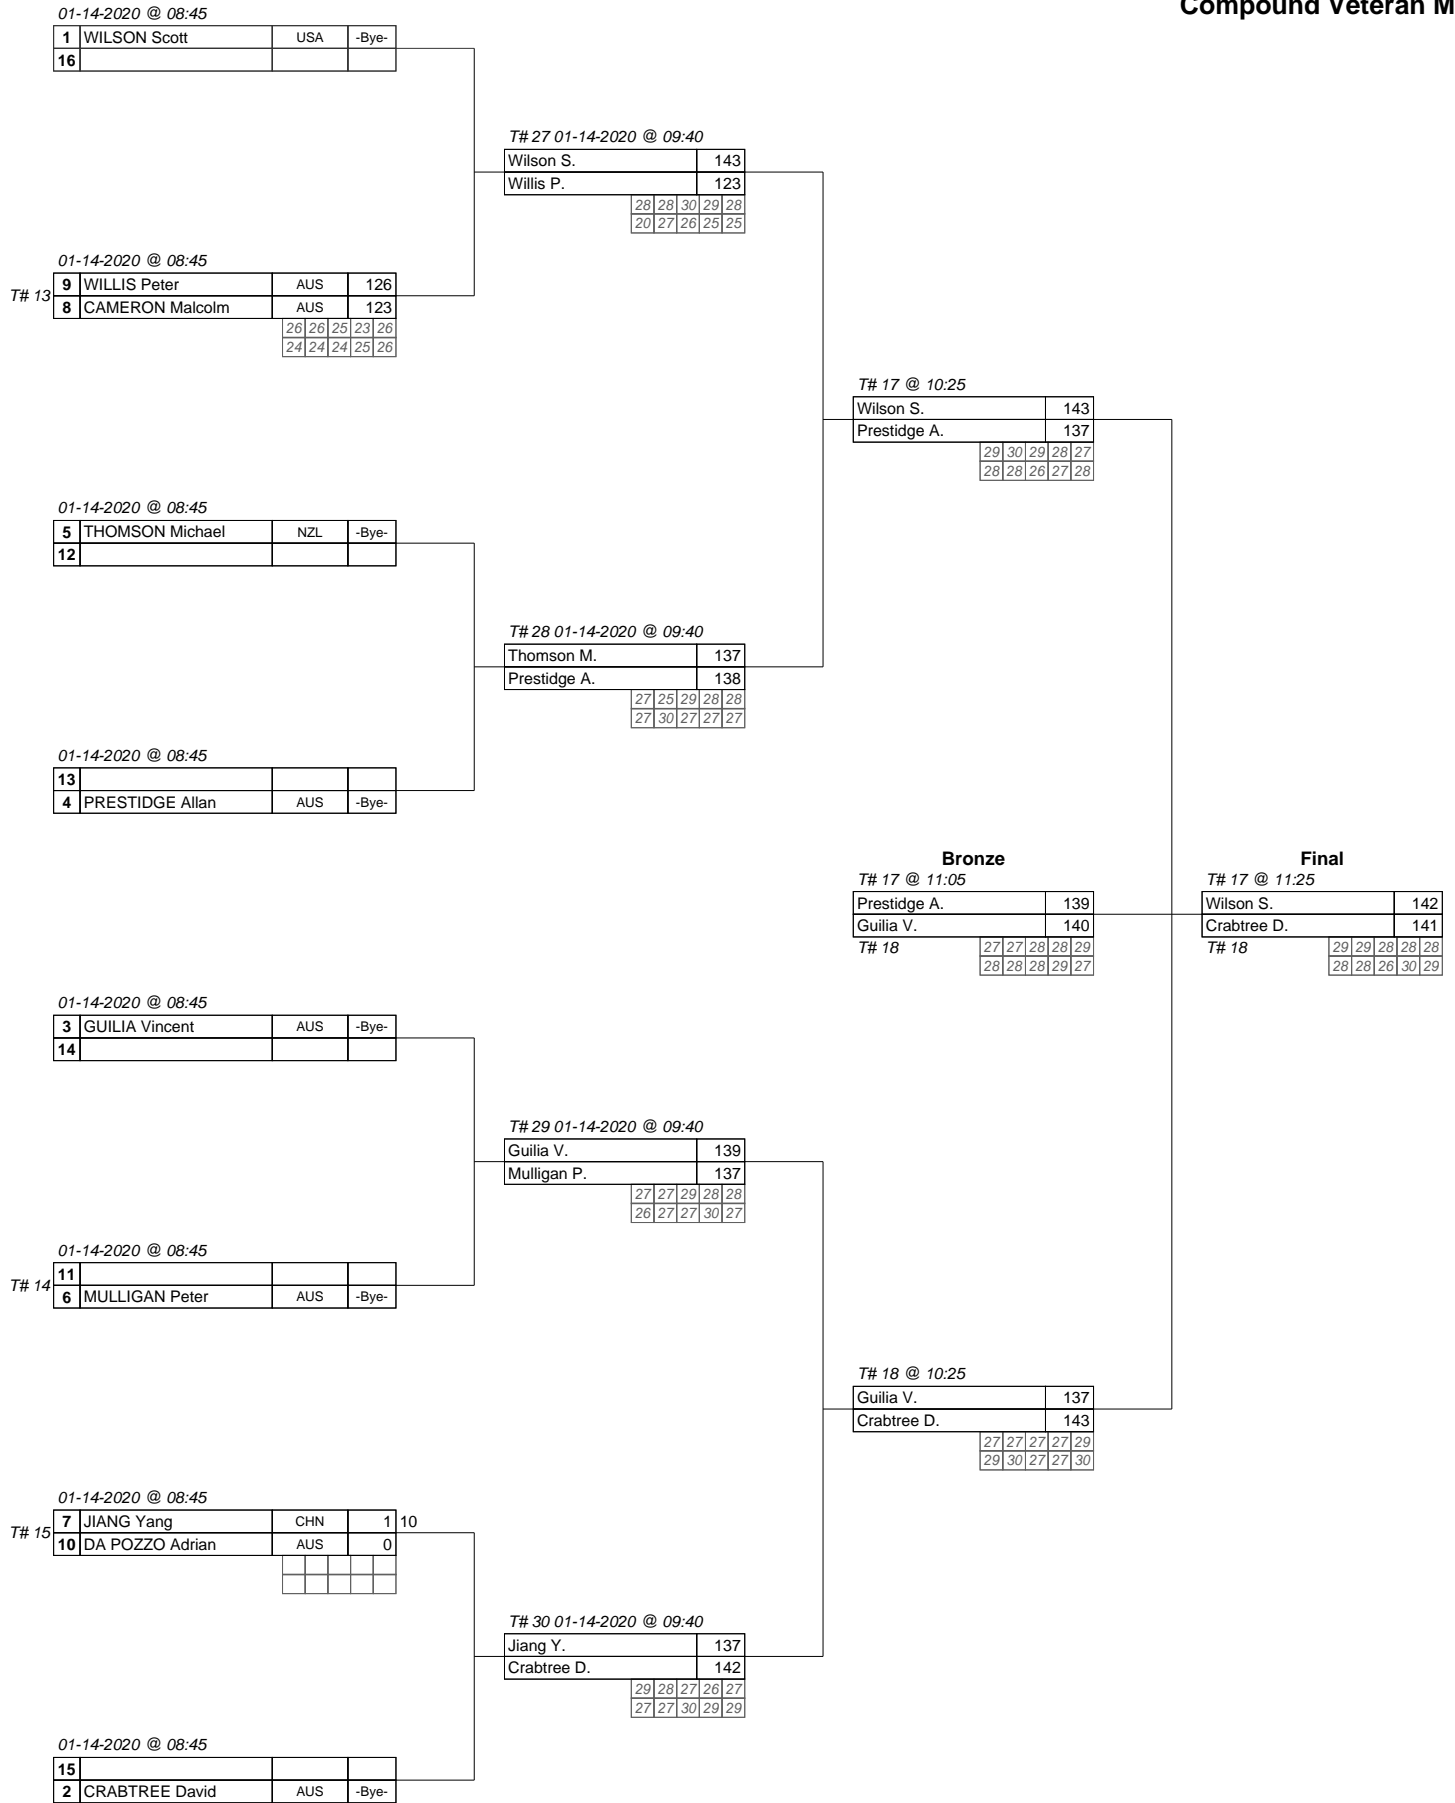 Compound Veteran M
01-14-2020 @ 08:45
1 WILSON Scott USA -Bye-
16
T# 27 01-14-2020 @ 09:40
Wilson S. 143
Willis P. 123
28 28 30 29 28
20 27 26 25 25
01-14-2020 @ 08:45
T# 13
9 WILLIS Peter AUS 126
8 CAMERON Malcolm AUS 123
26 26 25 23 26
24 24 24 25 26
T# 17 @ 10:25
Wilson S. 143
Prestidge A. 137
29 30 29 28 27
28 28 26 27 28
01-14-2020 @ 08:45
5 THOMSON Michael NZL -Bye-
12
T# 28 01-14-2020 @ 09:40
Thomson M. 137
Prestidge A. 138
27 25 29 28 28
27 30 27 27 27
01-14-2020 @ 08:45
13
4 PRESTIDGE Allan AUS -Bye-
Bronze
T# 17 @ 11:05
Prestidge A. 139
Guilia V. 140
T# 18
27 27 28 28 29
28 28 28 29 27
Final
T# 17 @ 11:25
Wilson S. 142
Crabtree D. 141
T# 18
29 29 28 28 28
28 28 26 30 29
01-14-2020 @ 08:45
3 GUILIA Vincent AUS -Bye-
14
T# 29 01-14-2020 @ 09:40
Guilia V. 139
Mulligan P. 137
27 27 29 28 28
26 27 27 30 27
01-14-2020 @ 08:45
T# 14
11
6 MULLIGAN Peter AUS -Bye-
T# 18 @ 10:25
Guilia V. 137
Crabtree D. 143
27 27 27 27 29
29 30 27 27 30
01-14-2020 @ 08:45
T# 15
7 JIANG Yang CHN 1 10
10 DA POZZO Adrian AUS 0
T# 30 01-14-2020 @ 09:40
Jiang Y. 137
Crabtree D. 142
29 28 27 26 27
27 27 30 29 29
01-14-2020 @ 08:45
15
2 CRABTREE David AUS -Bye-